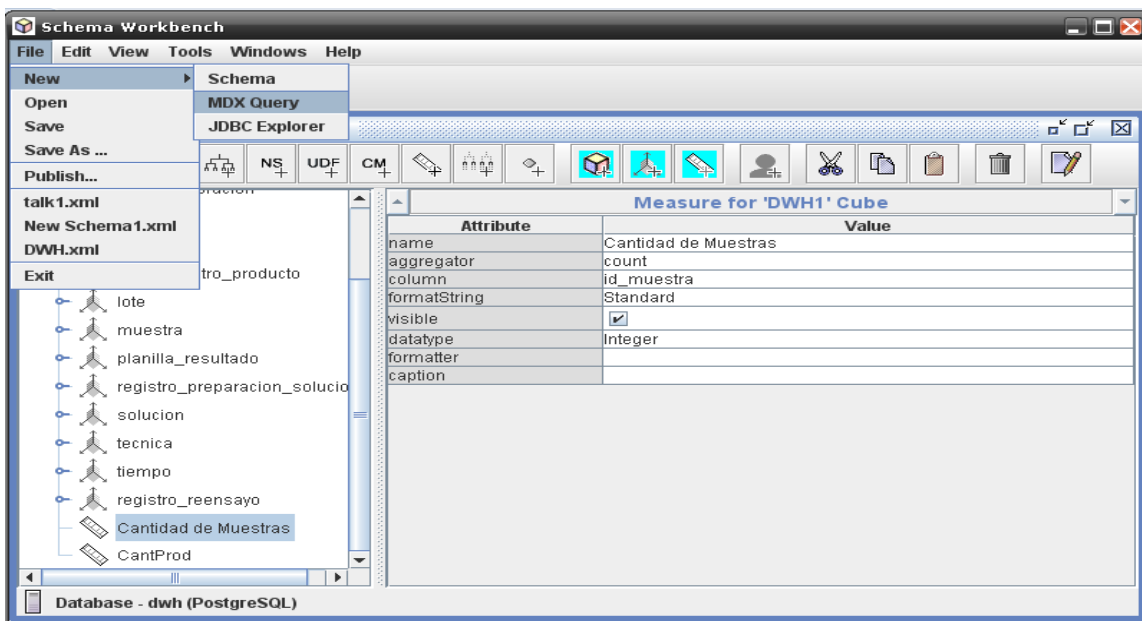 Schema Workbench
File Edit View Tools Windows Help
New Schema
Open MDX Query
Save JDBC Explorer
Save As ...
Publish...
talk1.xml
New Schema1.xml
DWH.xml
Exit
NS UDF CM
tro_producto
lote
muestra
planilla_resultado
registro_preparacion_solucio
solucion
tecnica
tiempo
registro_reensayo
Cantidad de Muestras
CantProd
Measure for 'DWH1' Cube
Attribute Value
name Cantidad de Muestras
aggregator count
column id_muestra
formatString Standard
visible
datatype Integer
formatter
caption
Database - dwh (PostgreSQL)